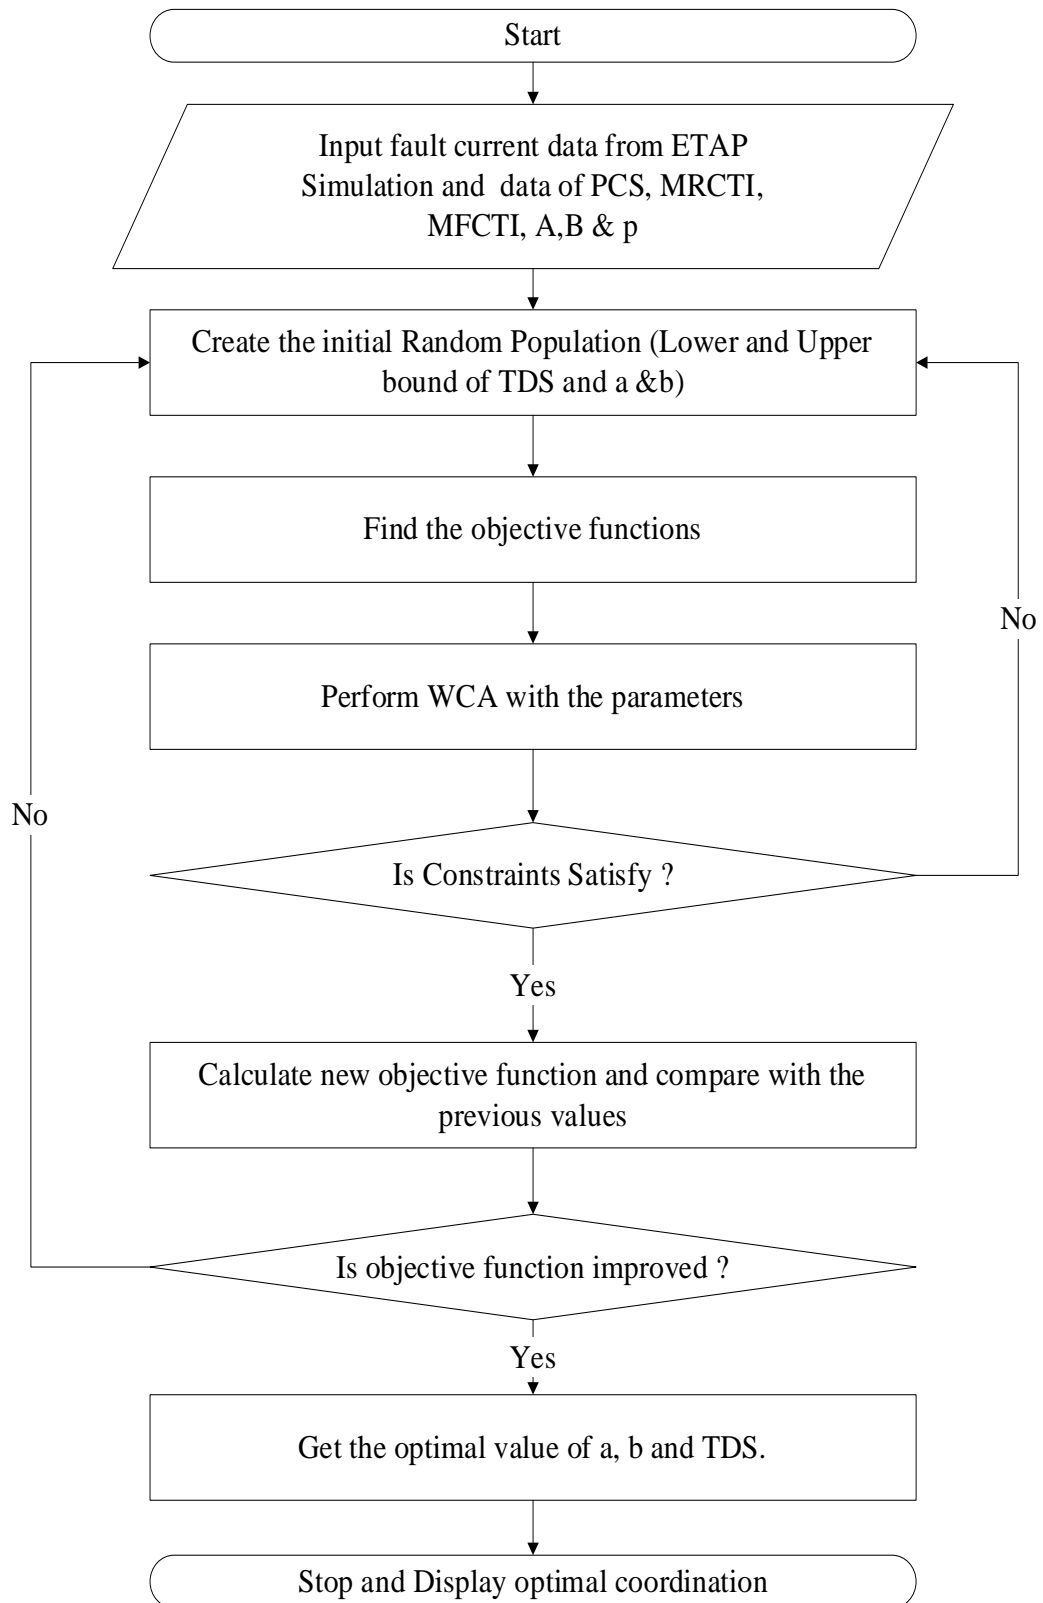 Start
Input fault current data from ETAP
Simulation and data of PCS, MRCTI,
MFCTI, A,B & p
Create the initial Random Population (Lower and Upper
bound of TDS and a &b)
Find the objective functions
No
Perform WCA with the parameters
No
Is Constraints Satisfy ?
Yes
Calculate new objective function and compare with the
previous values
Is objective function improved ?
Yes
Get the optimal value of a, b and TDS.
Stop and Display optimal coordination